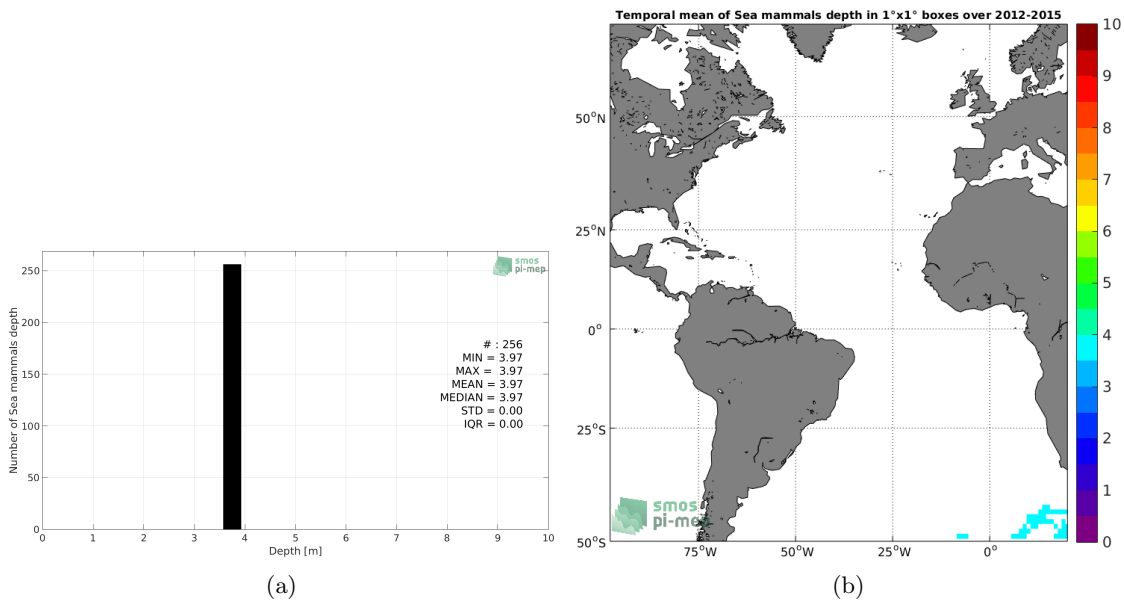 smos
pi-mep
250
200
150
100
50
0
Number of Sea mammals depth
# : 256
MIN = 3.97
MAX = 3.97
MEAN = 3.97
MEDIAN = 3.97
STD = 0.00
IQR = 0.00
0 1 2 3 4 5 6 7 8 9 10
Depth [m]
(a)
Temporal mean of Sea mammals depth in 1°x1° boxes over 2012-2015
50°N
25°N
0°
25°S
50°S
75°W 50°W 25°W 0°
smos
pi-mep
10
9
8
7
6
5
4
3
2
1
0
(b)